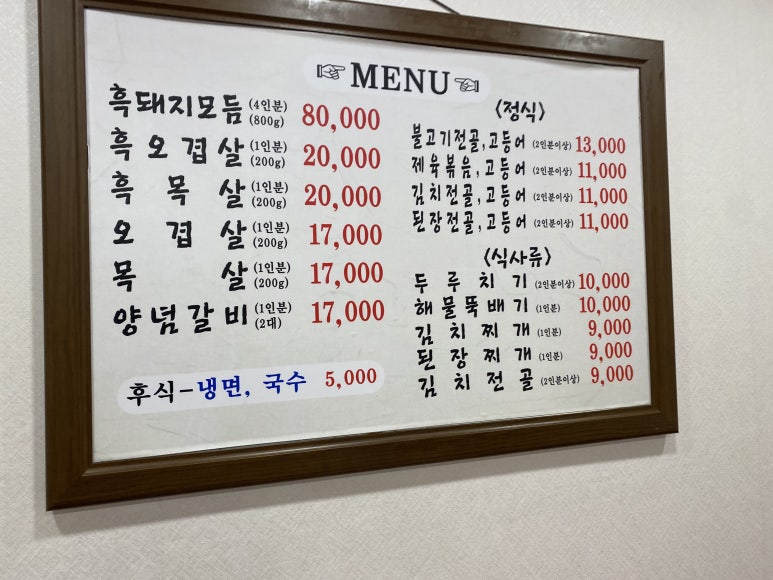 MENU
흑돼지모듬 (4인분) (800g) 80,000
흑오겹살 (1인분) (200g) 20,000
흑목살 (1인분) (200g) 20,000
오겹살 (1인분) (200g) 17,000
목살 (1인분) (200g) 17,000
양념갈비 (1인분) (2대) 17,000
후식-냉면, 국수 5,000
<정식>
불고기전골, 고등어 (2인분이상) 13,000
제육볶음, 고등어 (2인분이상) 11,000
김치전골, 고등어 (2인분이상) 11,000
된장전골, 고등어 (2인분이상) 11,000
<식사류>
두루치기 (2인분이상) 10,000
해물뚝배기 (1인분) 10,000
김치찌개 (1인분) 9,000
된장찌개 (1인분) 9,000
김치전골 (2인분이상) 9,000